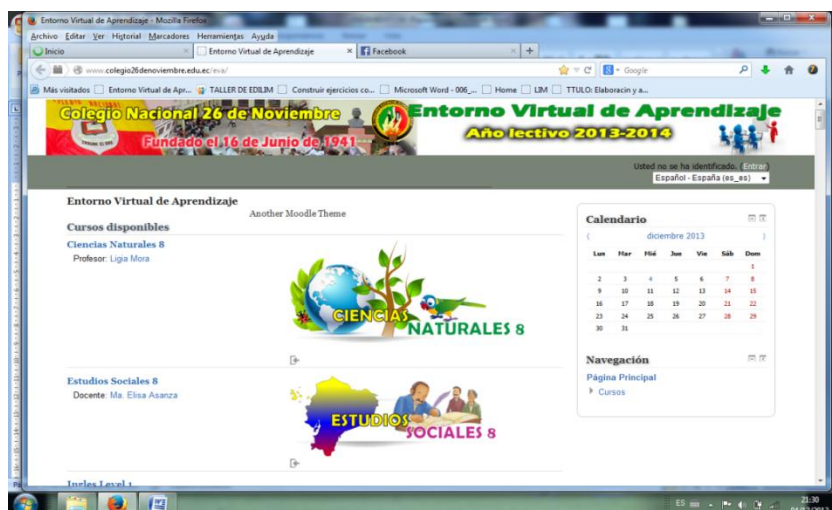 Entorno Virtual de Aprendizaje - Mozilla Firefox
Archivo Editar Ver Historial Marcadores Herramientas Ayuda
Inicio
Entorno Virtual de Aprendizaje
Facebook
www.colegio26denoviembre.edu.ec/eva/
Google
Más visitados Entorno Virtual de Apr... TALLER DE EDILIM Construir ejercicios co... Microsoft Word - 006_... Home LIM TTULO: Elaboracin y a...
Colegio Nacional 26 de Noviembre
Fundado el 16 de Junio de 1941
Entorno Virtual de Aprendizaje
Año lectivo 2013-2014
Usted no se ha identificado. (Entrar)
Español - España (es_es)
Entorno Virtual de Aprendizaje
Another Moodle Theme
Cursos disponibles
Ciencias Naturales 8
Profesor: Ligia Mora
CIENCIAS
NATURALES 8
Estudios Sociales 8
Docente: Ma. Elisa Asanza
ESTUDIOS
SOCIALES 8
Ingles Level 1
Calendario
diciembre 2013
Lun Mar Mié Jue Vie Sáb Dom
1
2 3 4 5 6 7 8
9 10 11 12 13 14 15
16 17 18 19 20 21 22
23 24 25 26 27 28 29
30 31
Navegación
Página Principal
Cursos
ES
21:30